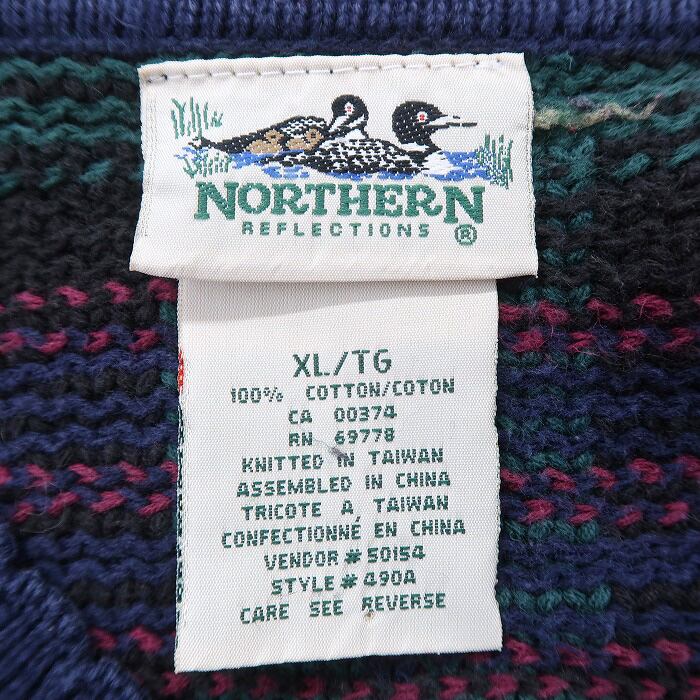 NORTHERN
REFLECTIONS ®
XL/TG
100% COTTON/COTON
CA 00374
RN 69778
KNITTED IN TAIWAN
ASSEMBLED IN CHINA
TRICOTE A, TAIWAN
CONFECTIONNÉ EN CHINA
VENDOR # 50154
STYLE # 490A
CARE SEE REVERSE